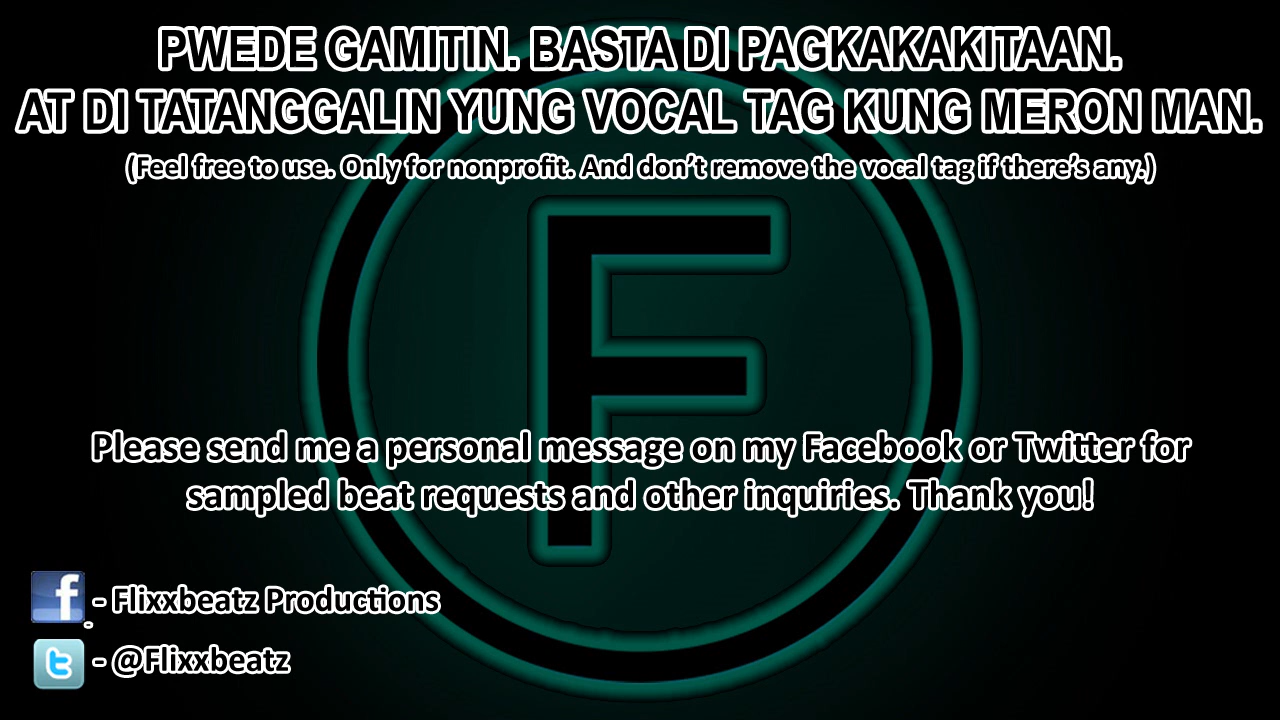 PWEDE GAMITIN. BASTA DI PAGKAKAKITAAN.
AT DI TATANGGALIN YUNG VOCAL TAG KUNG MERON MAN.
(Feel free to use. Only for nonprofit. And don't remove the vocal tag if there's any.)
F
Please send me a personal message on my Facebook or Twitter for
sampled beat requests and other inquiries. Thank you!
f - Flixxbeatz Productions
-
t - @Flixxbeatz